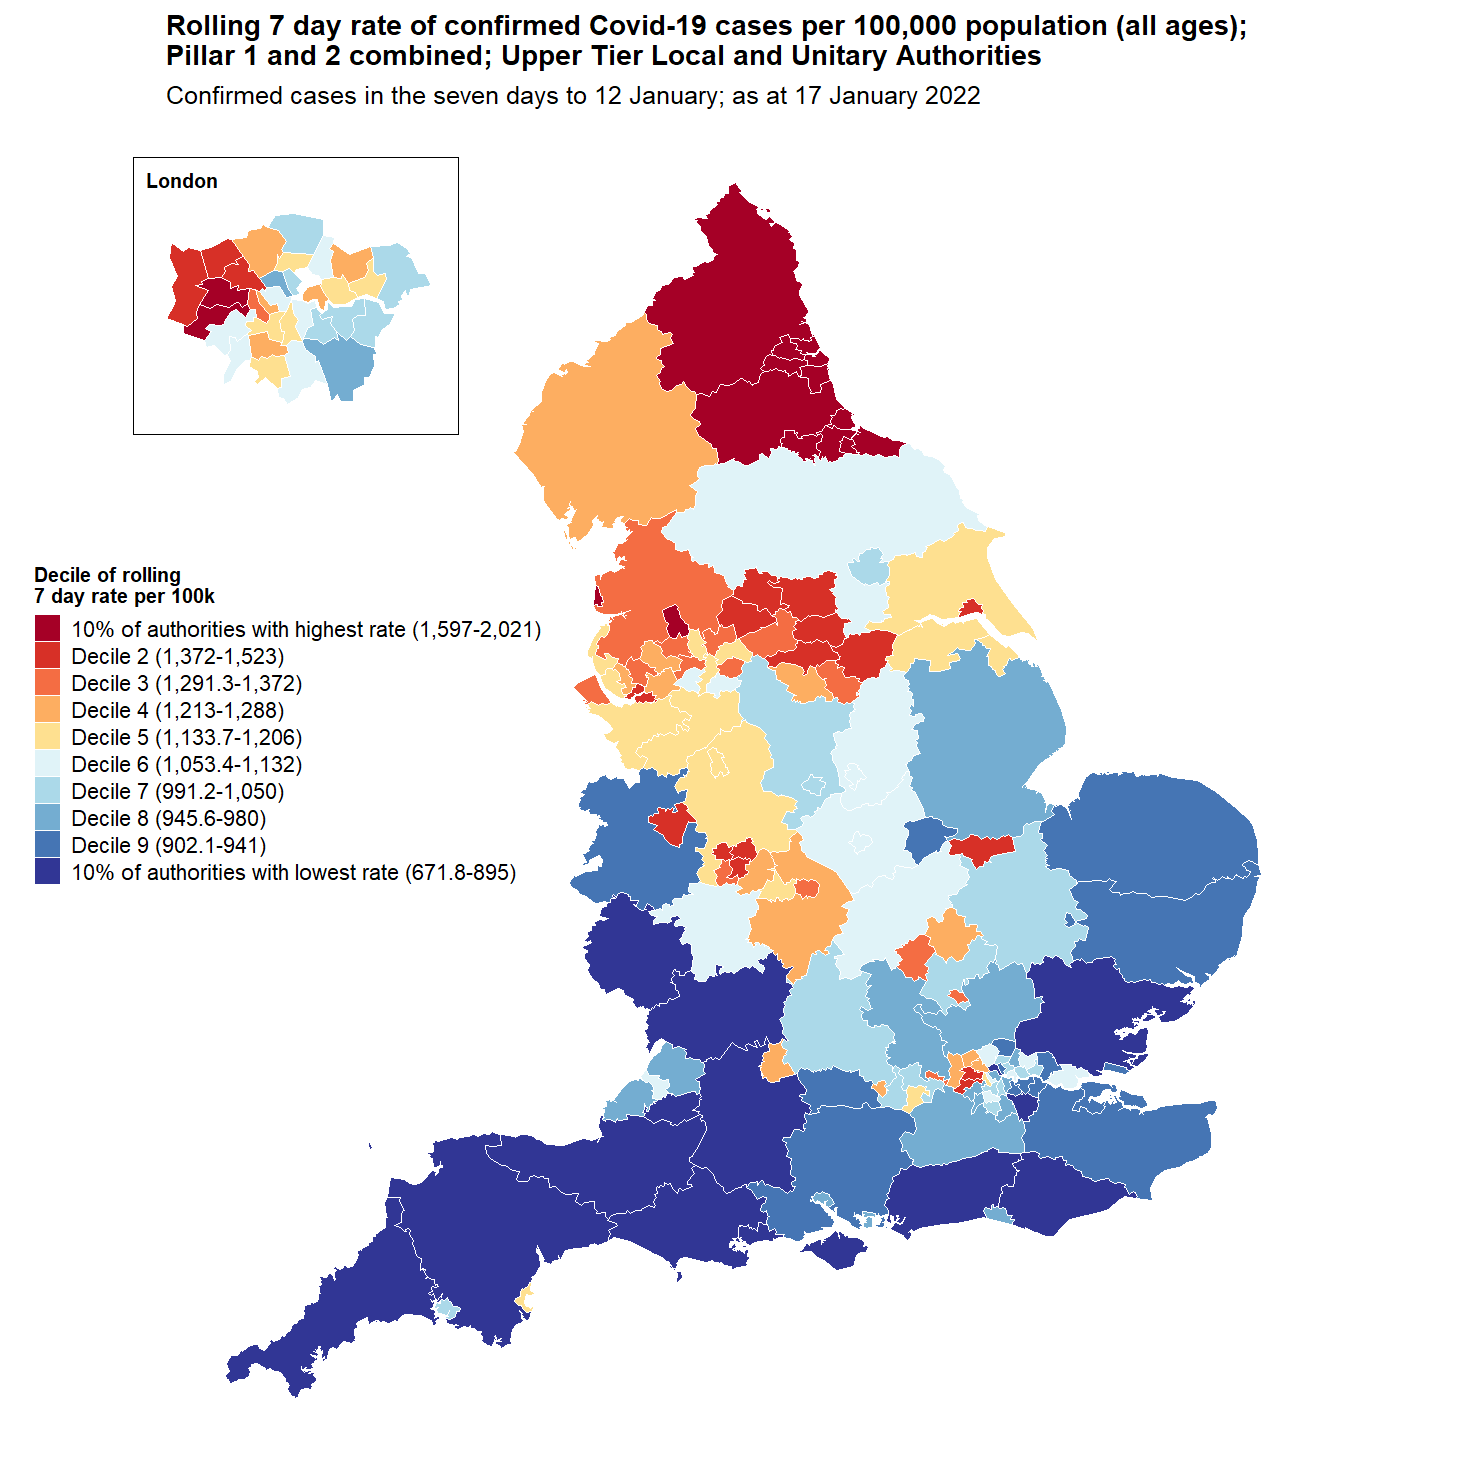 Rolling 7 day rate of confirmed Covid-19 cases per 100,000 population (all ages);
Pillar 1 and 2 combined; Upper Tier Local and Unitary Authorities
Confirmed cases in the seven days to 12 January; as at 17 January 2022
London
Decile of rolling
7 day rate per 100k
10% of authorities with highest rate (1,597-2,021)
Decile 2 (1,372-1,523)
Decile 3 (1,291.3-1,372)
Decile 4 (1,213-1,288)
Decile 5 (1,133.7-1,206)
Decile 6 (1,053.4-1,132)
Decile 7 (991.2-1,050)
Decile 8 (945.6-980)
Decile 9 (902.1-941)
10% of authorities with lowest rate (671.8-895)